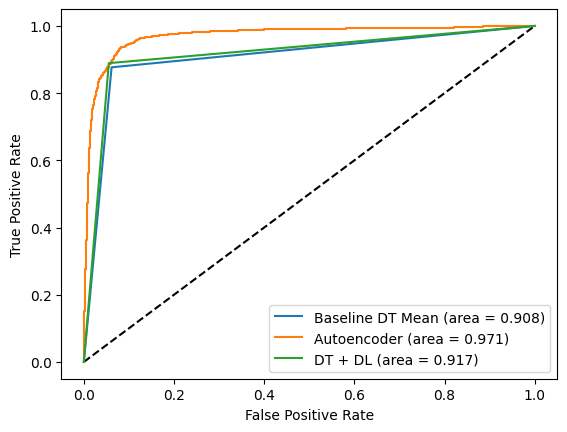 1.0
0.8
0.6
0.4
0.2
0.0
True Positive Rate
Baseline DT Mean (area = 0.908)
Autoencoder (area = 0.971)
DT + DL (area = 0.917)
0.0 0.2 0.4 0.6 0.8 1.0
False Positive Rate